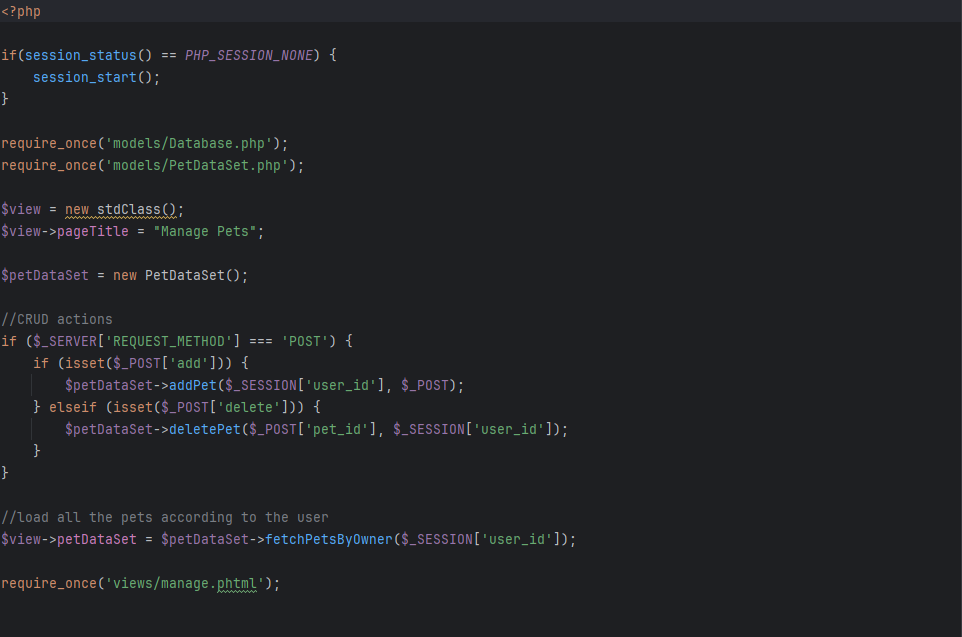 <?php
if(session_status() == PHP_SESSION_NONE) {
    session_start();
}
require_once('models/Database.php');
require_once('models/PetDataSet.php');
$view = new stdClass();
$view->pageTitle = "Manage Pets";
$petDataSet = new PetDataSet();
//CRUD actions
if ($_SERVER['REQUEST_METHOD'] === 'POST') {
    if (isset($_POST['add'])) {
        $petDataSet->addPet($_SESSION['user_id'], $_POST);
    } elseif (isset($_POST['delete'])) {
        $petDataSet->deletePet($_POST['pet_id'], $_SESSION['user_id']);
    }
}
//load all the pets according to the user
$view->petDataSet = $petDataSet->fetchPetsByOwner($_SESSION['user_id']);
require_once('views/manage.phtml');